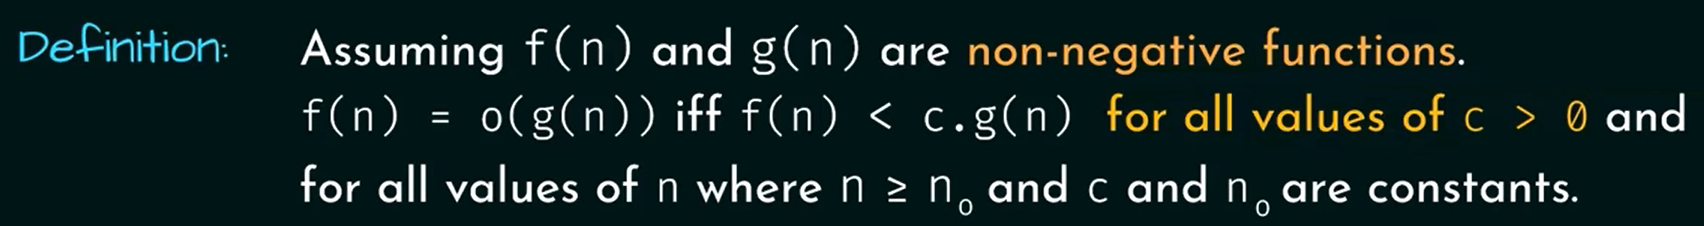 Definition: Assuming f(n) and g(n) are non-negative functions.
f(n) = o(g(n)) iff f(n) < c.g(n) for all values of c > 0 and
for all values of n where n ≥ n₀ and c and n₀ are constants.